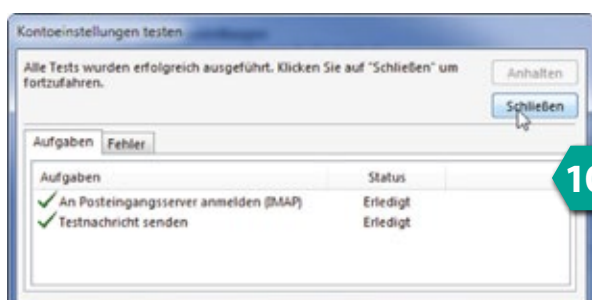 Kontoeinstellungen testen
Alle Tests wurden erfolgreich ausgeführt. Klicken Sie auf "Schließen" um
fortzufahren.
Anhalten
Schließen
Aufgaben Fehler
Aufgaben Status
An Posteingangsserver anmelden (IMAP) Erledigt
Testnachricht senden Erledigt